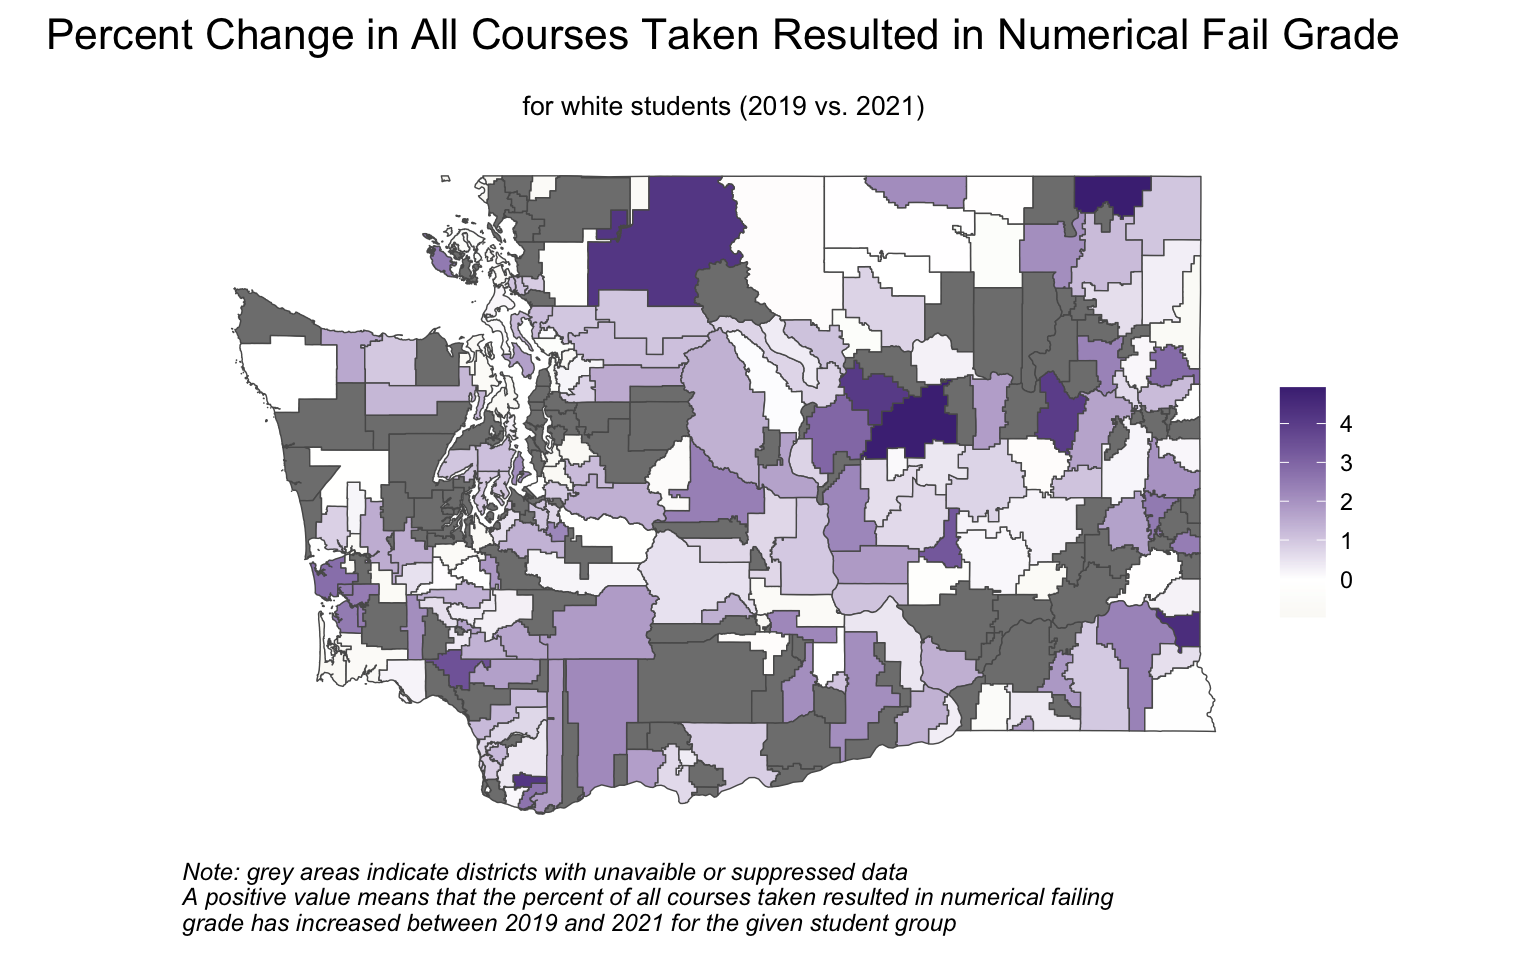 Percent Change in All Courses Taken Resulted in Numerical Fail Grade
for white students (2019 vs. 2021)
4
3
2
1
0
Note: grey areas indicate districts with unavaible or suppressed data
A positive value means that the percent of all courses taken resulted in numerical failing
grade has increased between 2019 and 2021 for the given student group